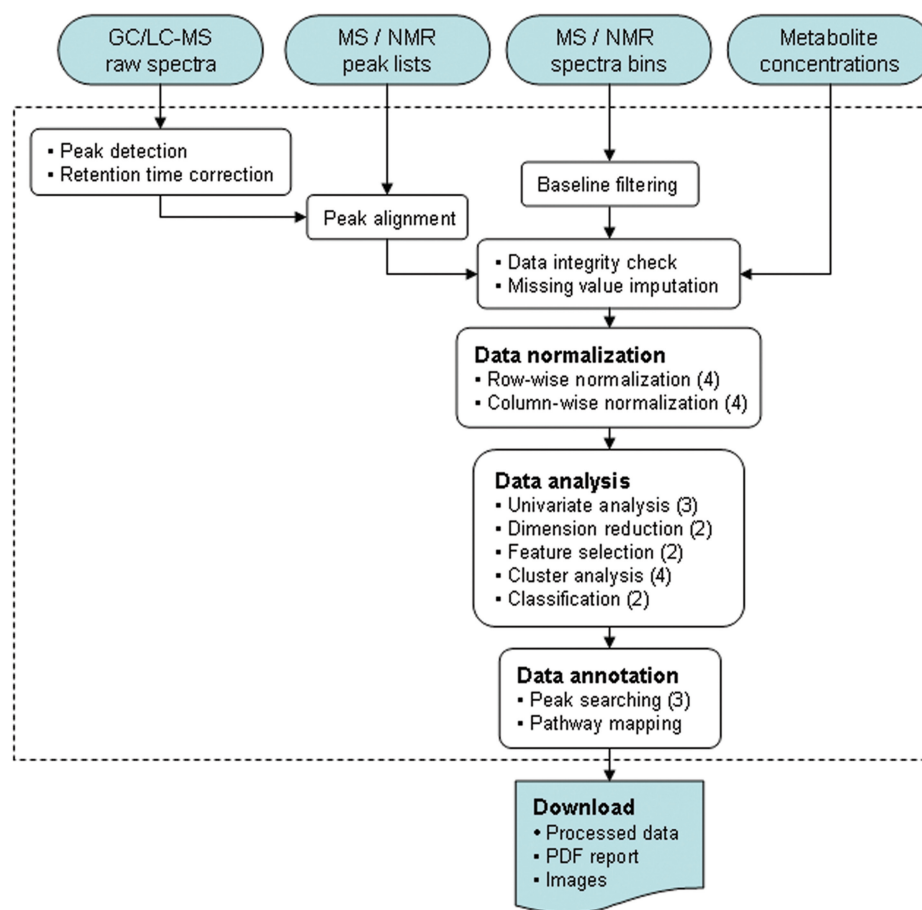 GC/LC-MS
raw spectra
MS / NMR
peak lists
MS / NMR
spectra bins
Metabolite
concentrations
▪ Peak detection
▪ Retention time correction
Peak alignment
Baseline filtering
▪ Data integrity check
▪ Missing value imputation
Data normalization
▪ Row-wise normalization (4)
▪ Column-wise normalization (4)
Data analysis
▪ Univariate analysis (3)
▪ Dimension reduction (2)
▪ Feature selection (2)
▪ Cluster analysis (4)
▪ Classification (2)
Data annotation
▪ Peak searching (3)
▪ Pathway mapping
Download
• Processed data
▪ PDF report
▪ Images